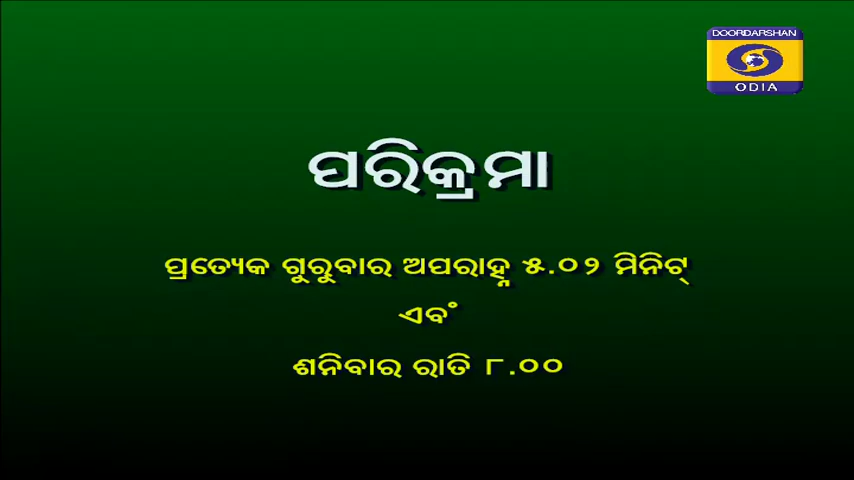 DOORDARSHAN
ODIA
ପରିକ୍ରମା
ପ୍ରତ୍ୟେକ ଗୁରୁବାର ଅପରାହ୍ନ ୫.୦୨ ମିନିଟ୍
ଏବଂ
ଶନିବାର ରାତି ୮.୦୦